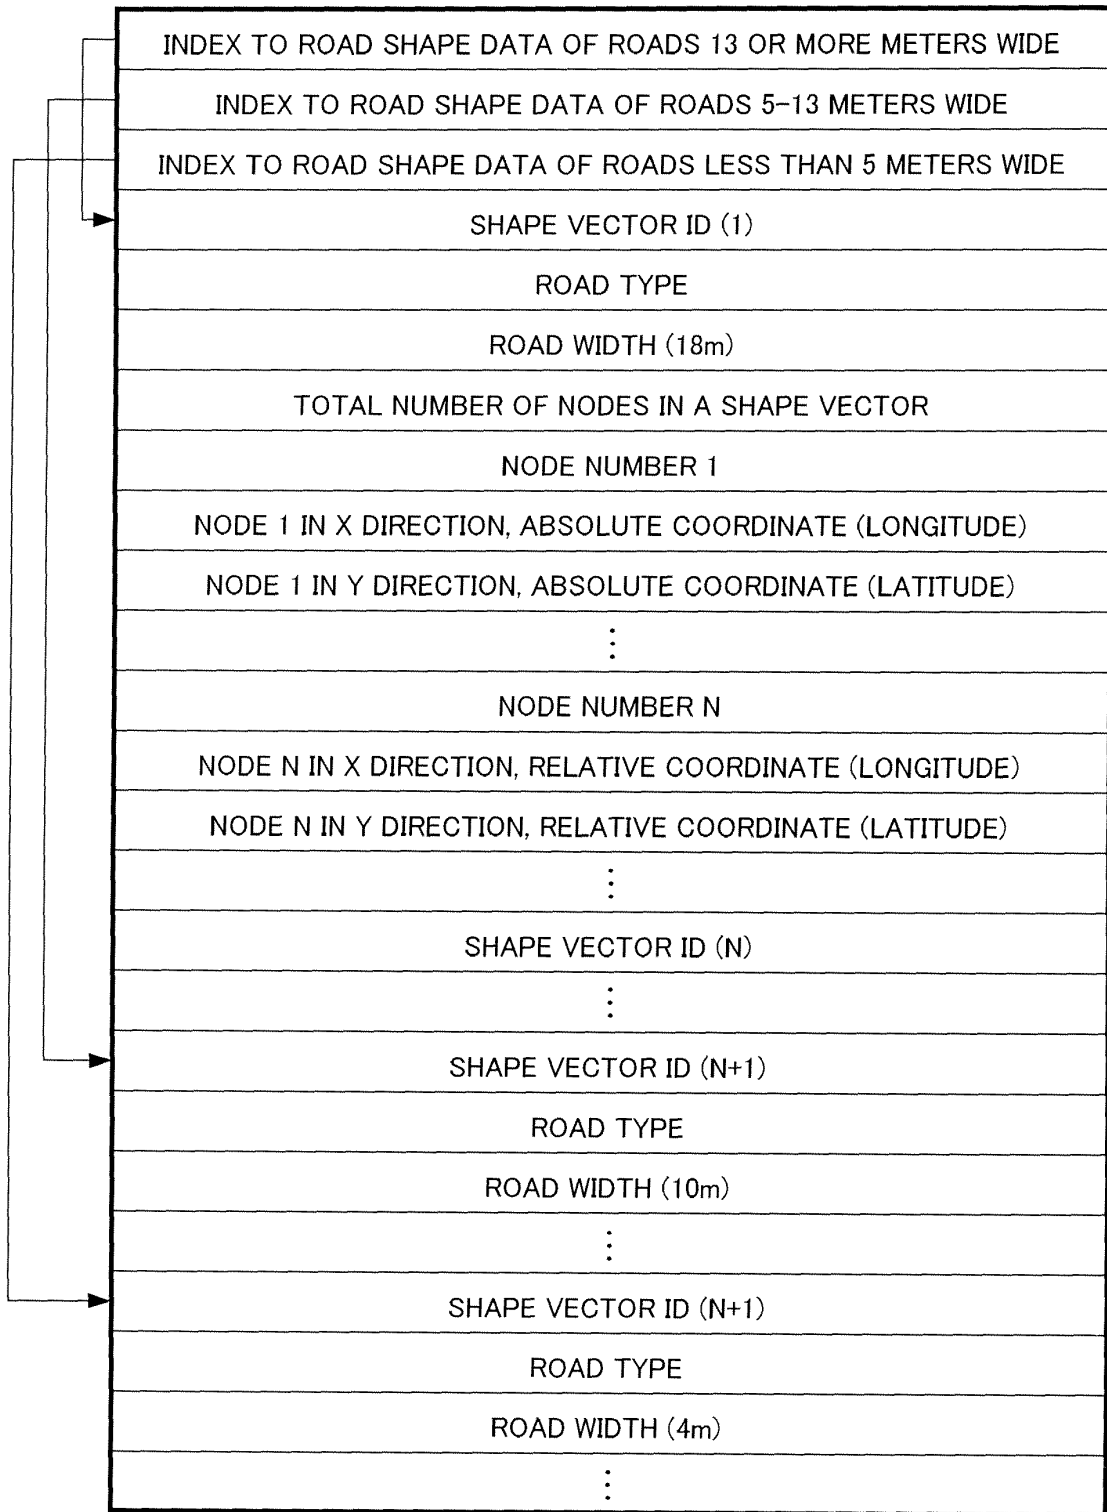 INDEX TO ROAD SHAPE DATA OF ROADS 13 OR MORE METERS WIDE
INDEX TO ROAD SHAPE DATA OF ROADS 5-13 METERS WIDE
INDEX TO ROAD SHAPE DATA OF ROADS LESS THAN 5 METERS WIDE
SHAPE VECTOR ID (1)
ROAD TYPE
ROAD WIDTH (18m)
TOTAL NUMBER OF NODES IN A SHAPE VECTOR
NODE NUMBER 1
NODE 1 IN X DIRECTION, ABSOLUTE COORDINATE (LONGITUDE)
NODE 1 IN Y DIRECTION, ABSOLUTE COORDINATE (LATITUDE)
⋮
NODE NUMBER N
NODE N IN X DIRECTION, RELATIVE COORDINATE (LONGITUDE)
NODE N IN Y DIRECTION, RELATIVE COORDINATE (LATITUDE)
⋮
SHAPE VECTOR ID (N)
⋮
SHAPE VECTOR ID (N+1)
ROAD TYPE
ROAD WIDTH (10m)
⋮
SHAPE VECTOR ID (N+1)
ROAD TYPE
ROAD WIDTH (4m)
⋮